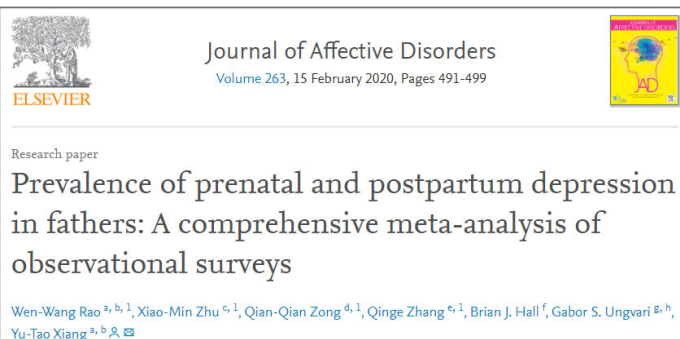 Journal of Affective Disorders
Volume 263, 15 February 2020, Pages 491-499
ELSEVIER
AFFECTIVE DISORDERS
JAD
Research paper
Prevalence of prenatal and postpartum depression
in fathers: A comprehensive meta-analysis of
observational surveys
Wen-Wang Rao a, b, 1, Xiao-Min Zhu c, 1, Qian-Qian Zong d, 1, Qinge Zhang e, 1, Brian J. Hall f, Gabor S. Ungvari g, h,
Yu-Tao Xiang a, b